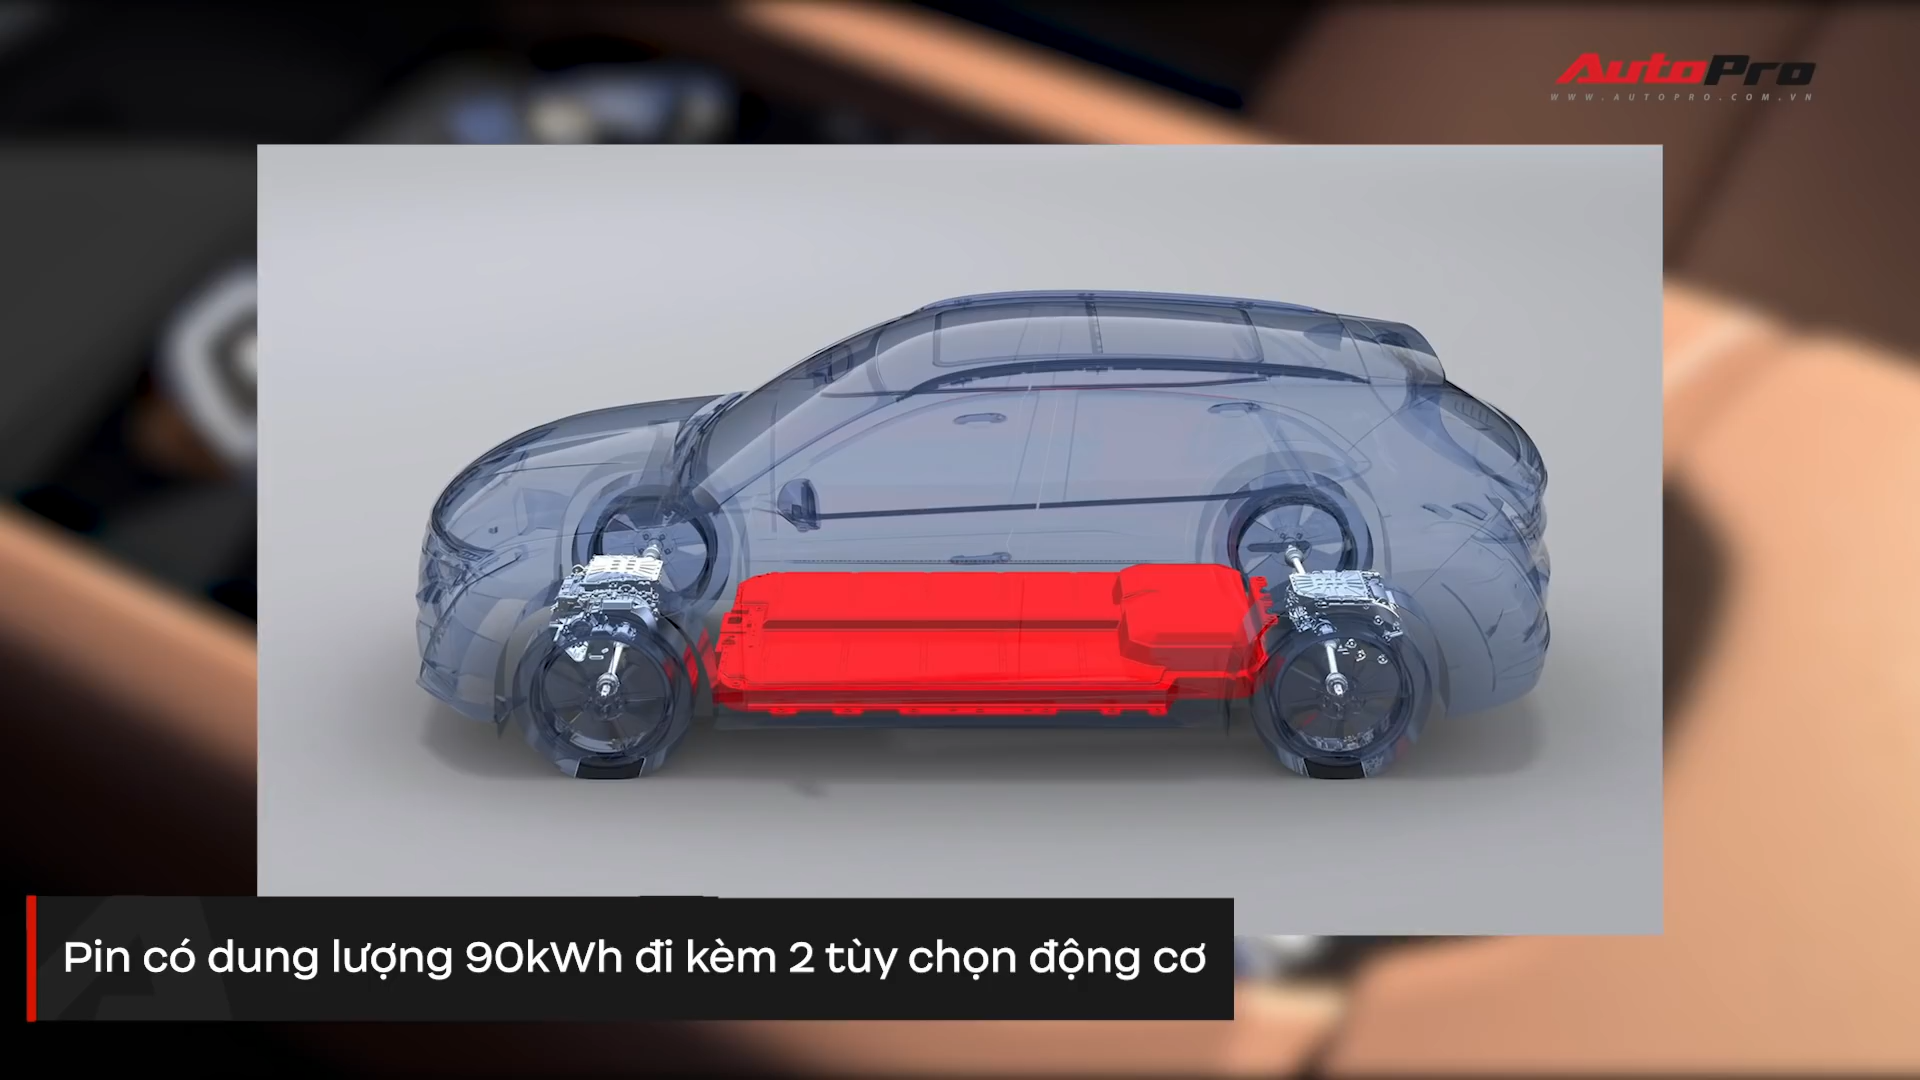 AutoPro
WWW.AUTOPRO.COM.VN
Pin có dung lượng 90kWh đi kèm 2 tùy chọn động cơ